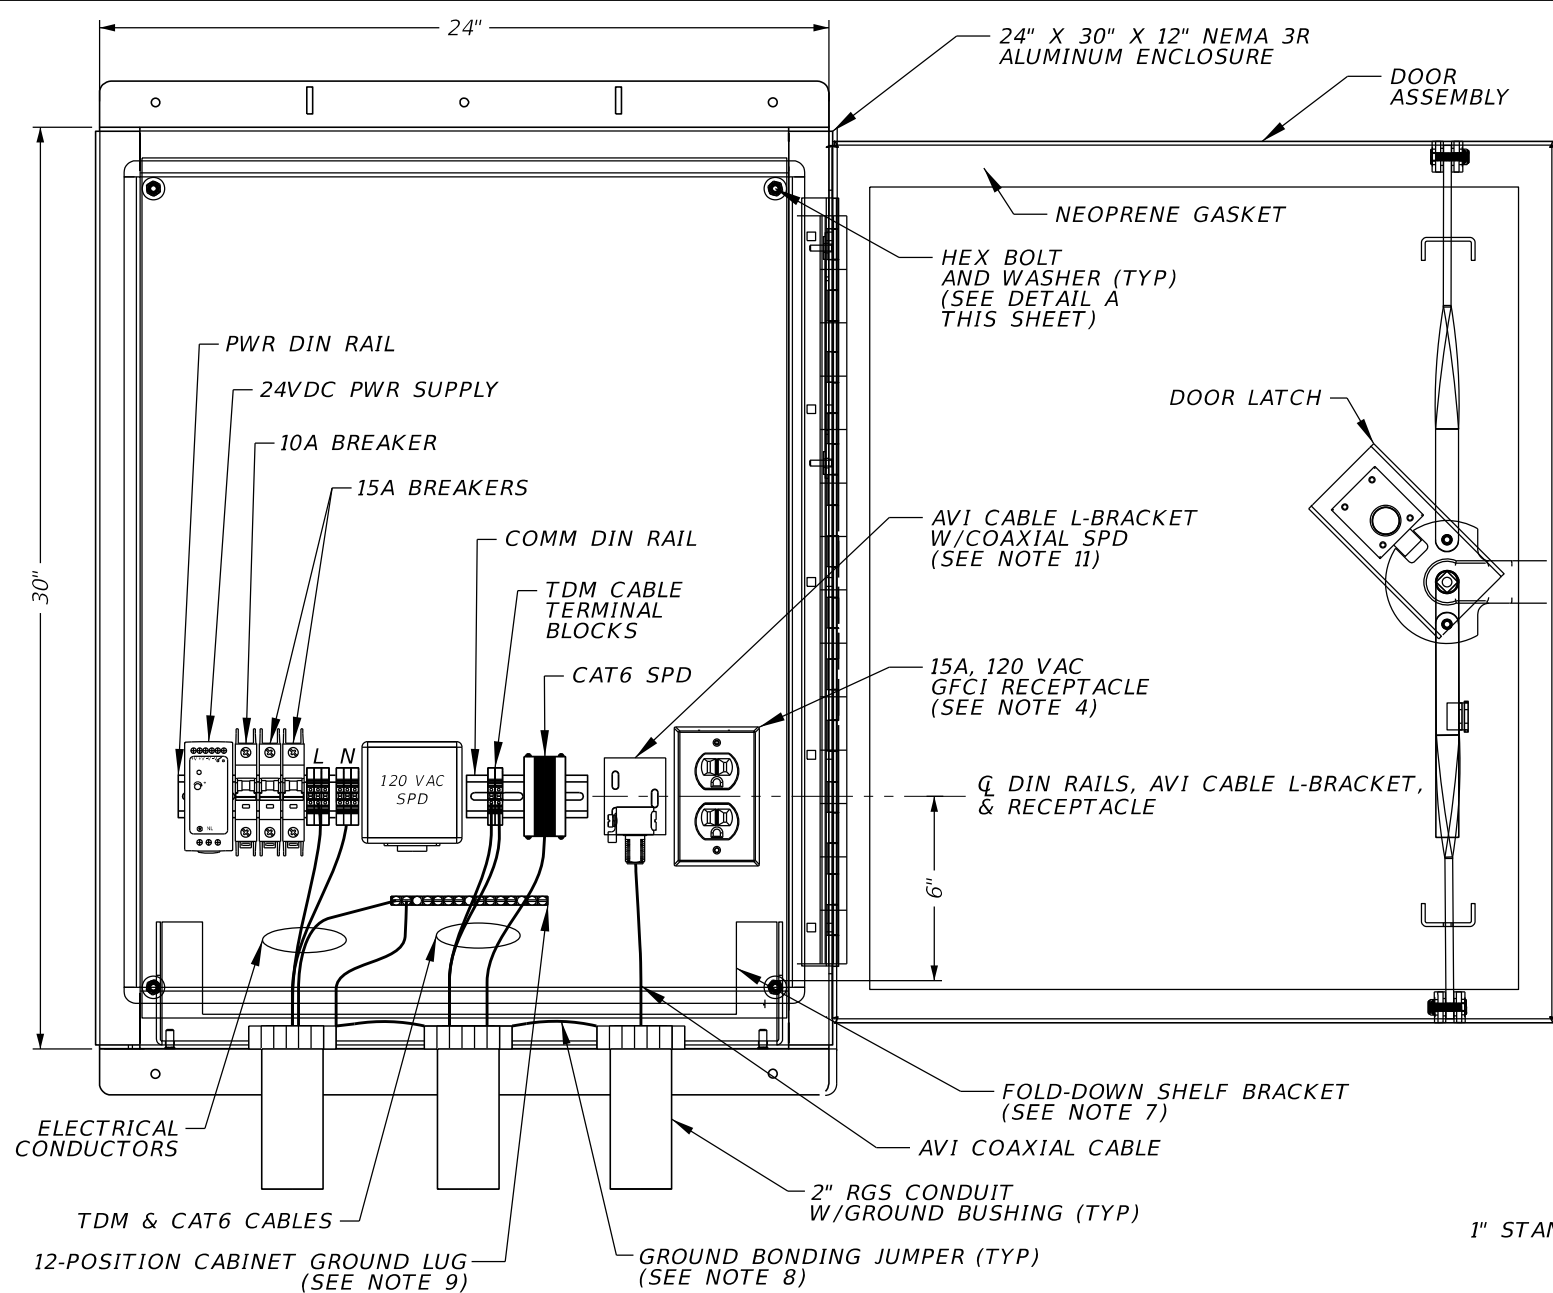 24"
24" X 30" X 12" NEMA 3R
ALUMINUM ENCLOSURE
DOOR
ASSEMBLY
NEOPRENE GASKET
HEX BOLT
AND WASHER (TYP)
(SEE DETAIL A
THIS SHEET)
PWR DIN RAIL
24VDC PWR SUPPLY
10A BREAKER
15A BREAKERS
DOOR LATCH
COMM DIN RAIL
AVI CABLE L-BRACKET
W/COAXIAL SPD
(SEE NOTE 11)
30"
TDM CABLE
TERMINAL
BLOCKS
CAT6 SPD
15A, 120 VAC
GFCI RECEPTACLE
(SEE NOTE 4)
L N
120 VAC
SPD
℄ DIN RAILS, AVI CABLE L-BRACKET,
& RECEPTACLE
6"
FOLD-DOWN SHELF BRACKET
(SEE NOTE 7)
ELECTRICAL
CONDUCTORS
AVI COAXIAL CABLE
2" RGS CONDUIT
W/GROUND BUSHING (TYP)
TDM & CAT6 CABLES
12-POSITION CABINET GROUND LUG
(SEE NOTE 9)
GROUND BONDING JUMPER (TYP)
(SEE NOTE 8)
1" STAN